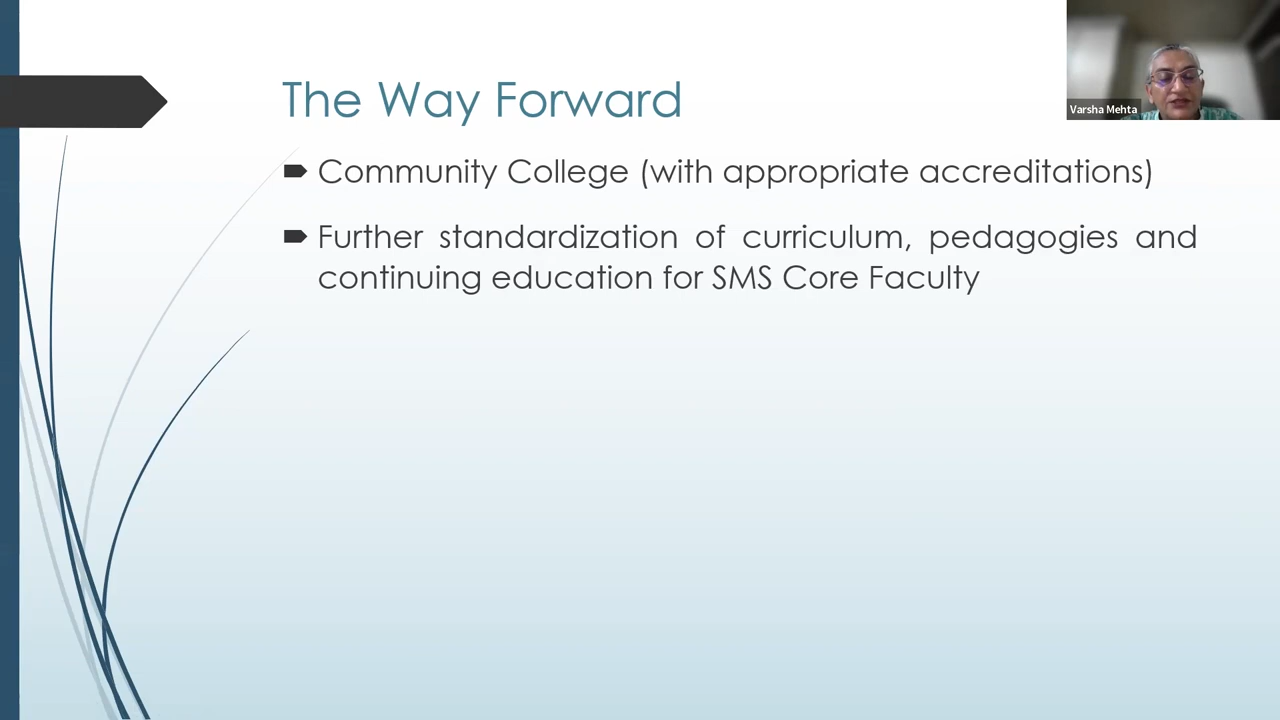 The Way Forward
Varsha Mehta
Community College (with appropriate accreditations)
Further standardization of curriculum, pedagogies and
continuing education for SMS Core Faculty